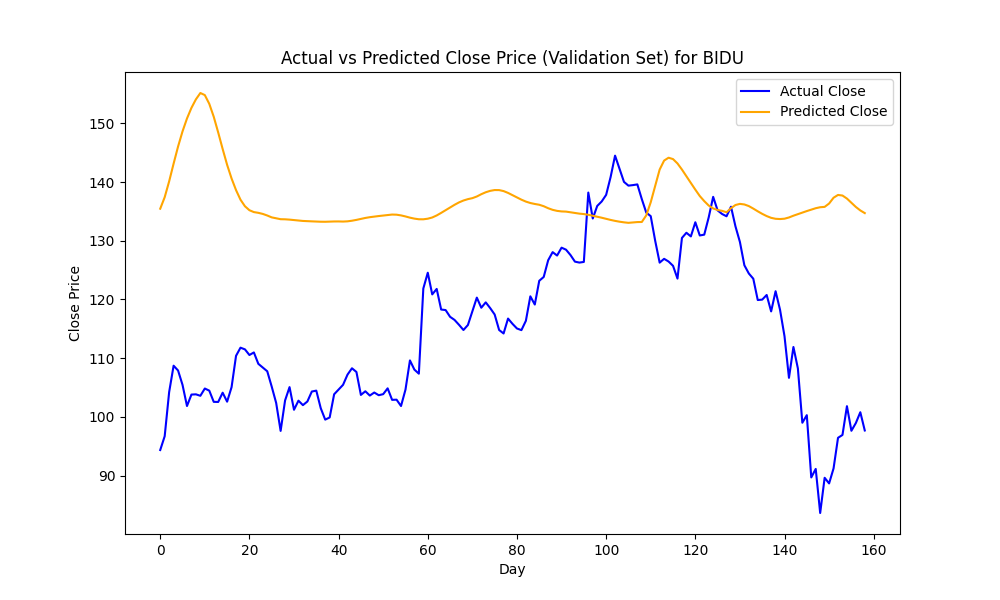 Actual vs Predicted Close Price (Validation Set) for BIDU
Actual Close
Predicted Close
Close Price
150
140
130
120
110
100
90
0 20 40 60 80 100 120 140 160
Day